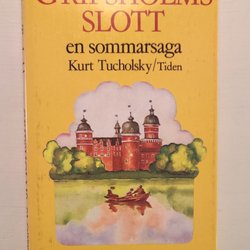 GRIPSHOLMS
SLOTT
en sommarsaga
Kurt Tucholsky/Tiden